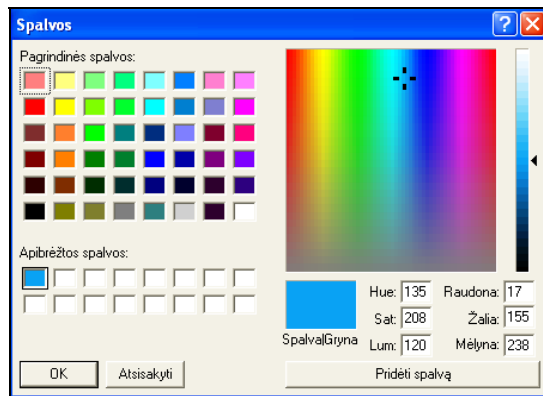 Spalvos
Pagrindinės spalvos:
Apibrėžtos spalvos:
Spalva|Gryna
Hue: 135
Sat: 208
Lum: 120
Raudona: 17
Žalia: 155
Mėlyna: 238
OK
Atsisakyti
Pridėti spalvą